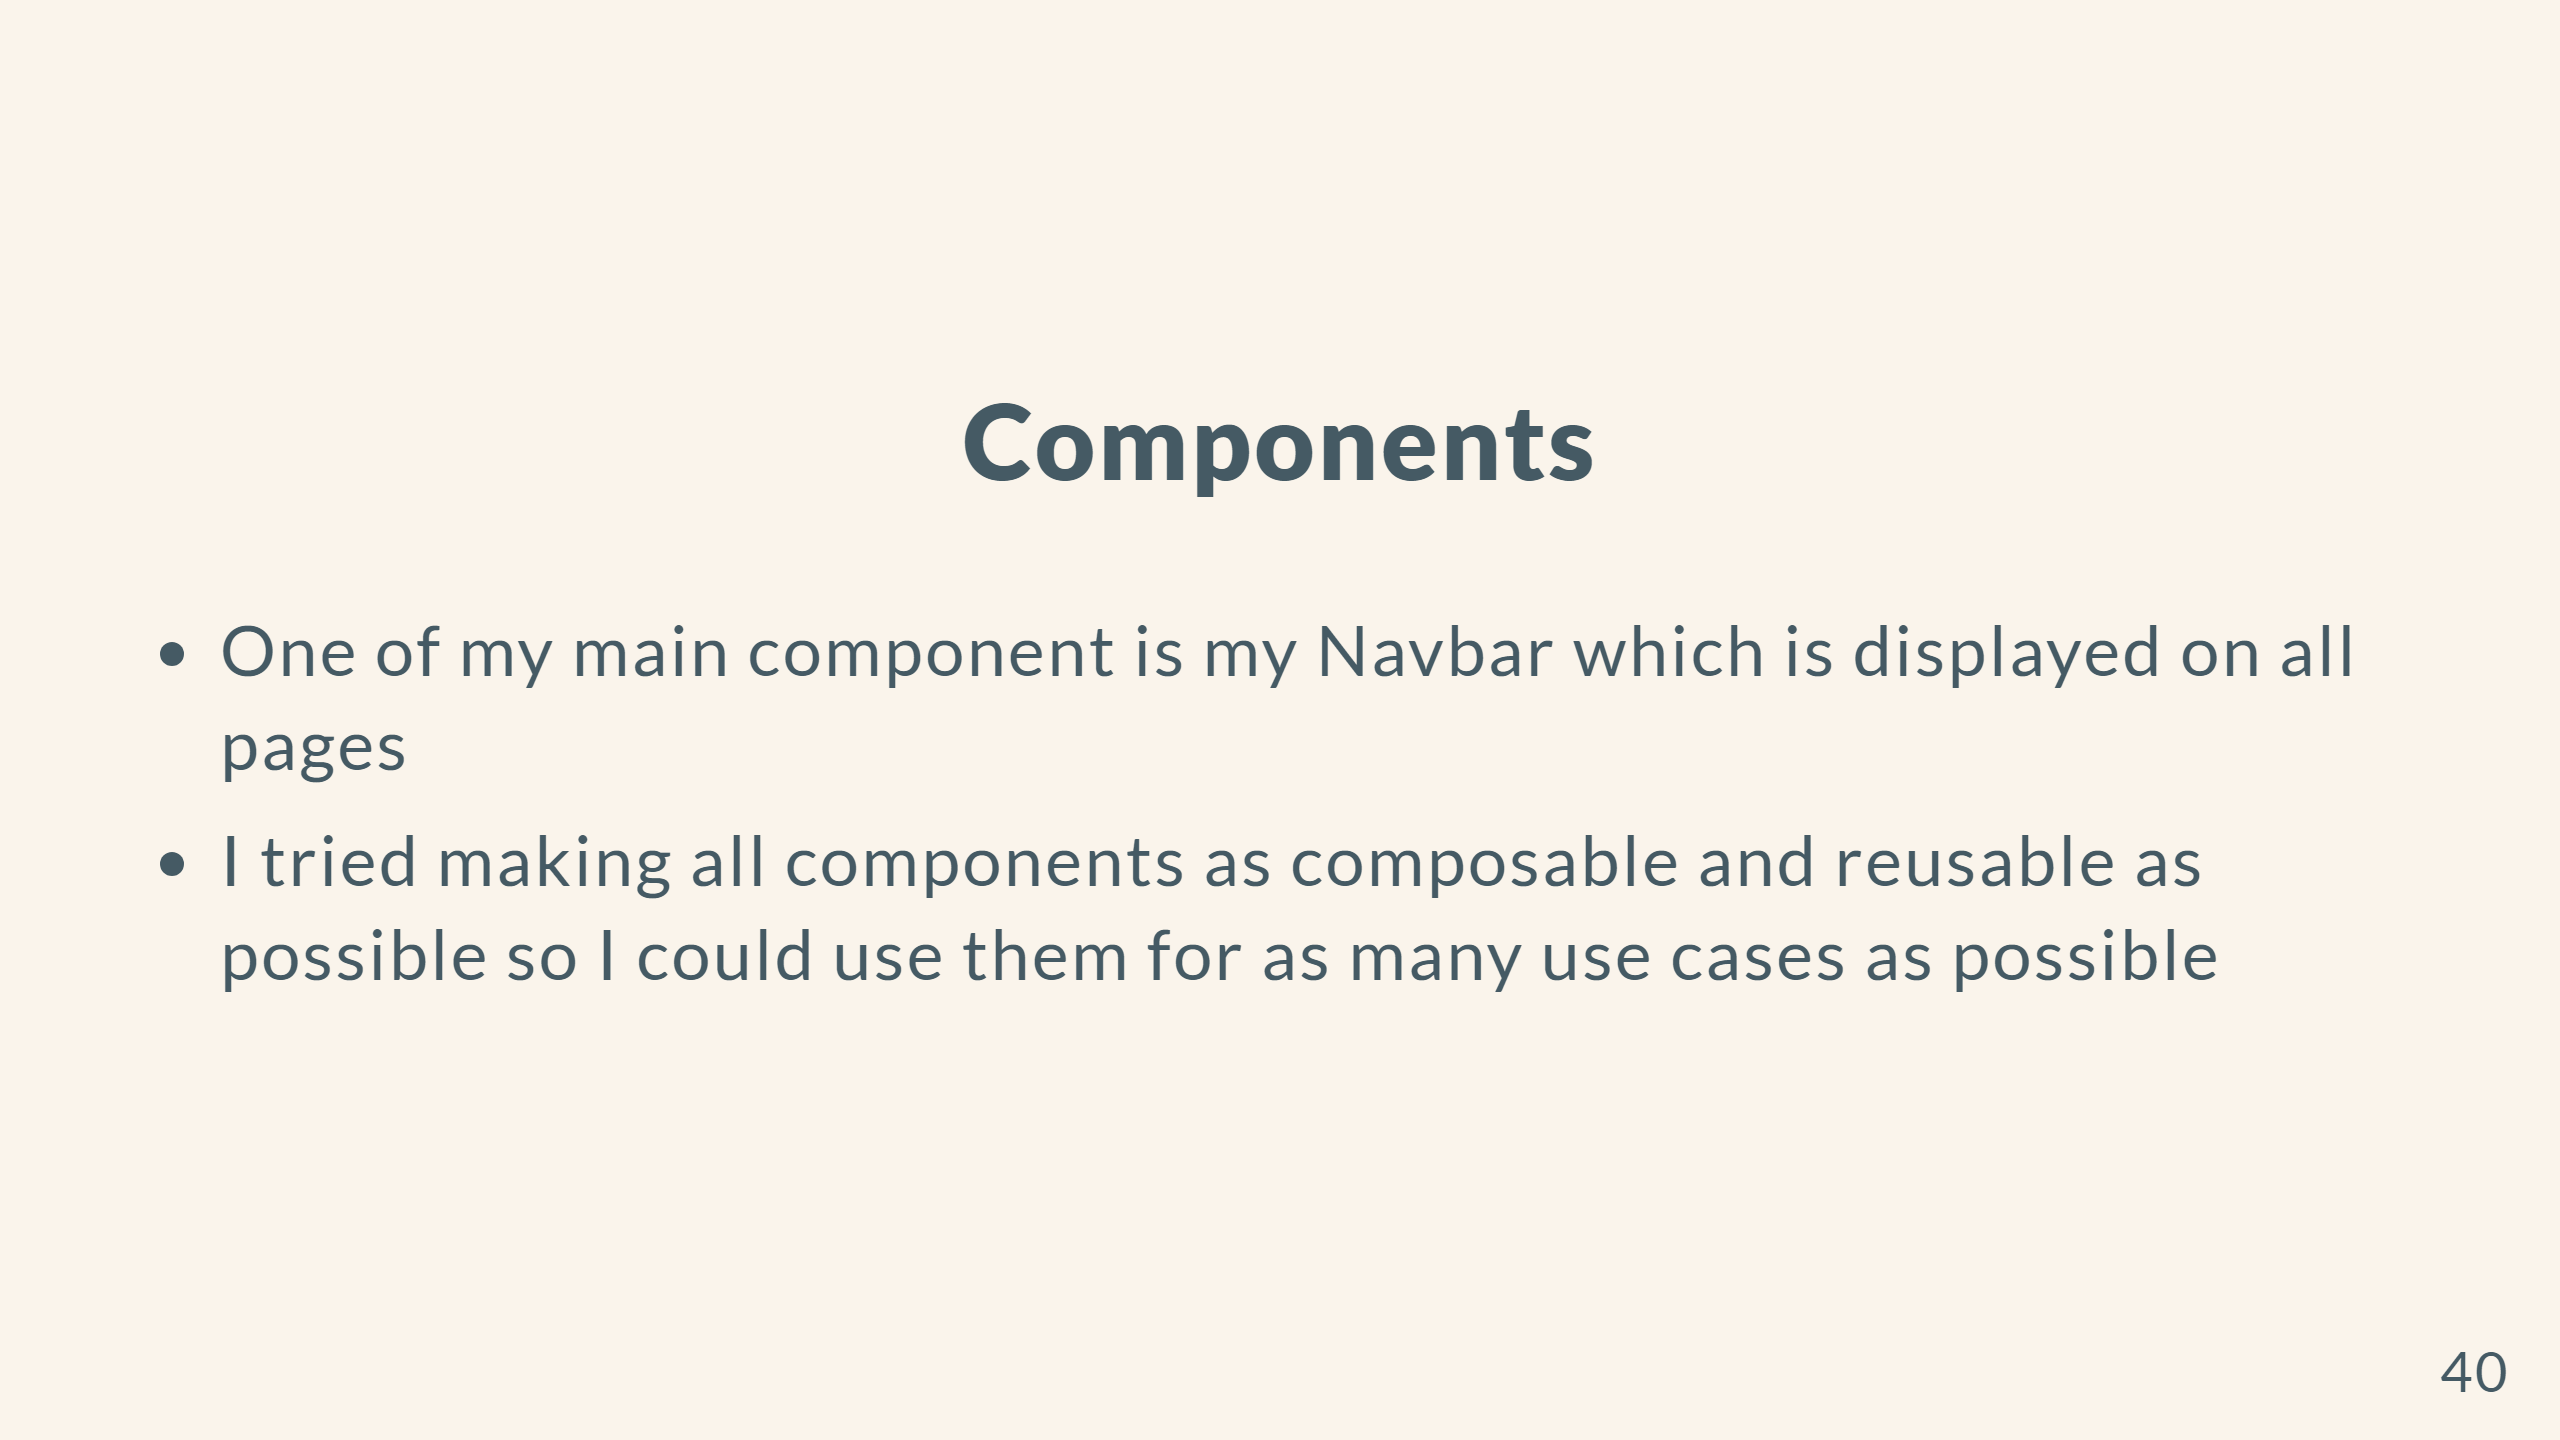 Components
• One of my main component is my Navbar which is displayed on all
pages
• I tried making all components as composable and reusable as
possible so I could use them for as many use cases as possible
40